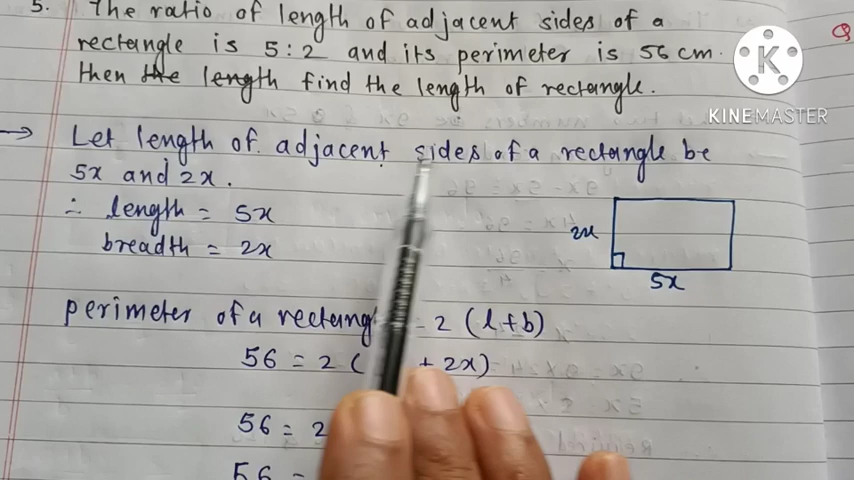 5. The ratio of length of adjacent sides of a
rectangle is 5:2 and its perimeter is 56 cm.
then the length find the length of rectangle.
KINEMASTER
→ Let length of adjacent sides of a rectangle be
5x and 2x.
∴ length = 5x
breadth = 2x
2x
5x
perimeter of a rectang = 2 (l+b)
56 = 2 ( + 2x)
56 = 2
56 =